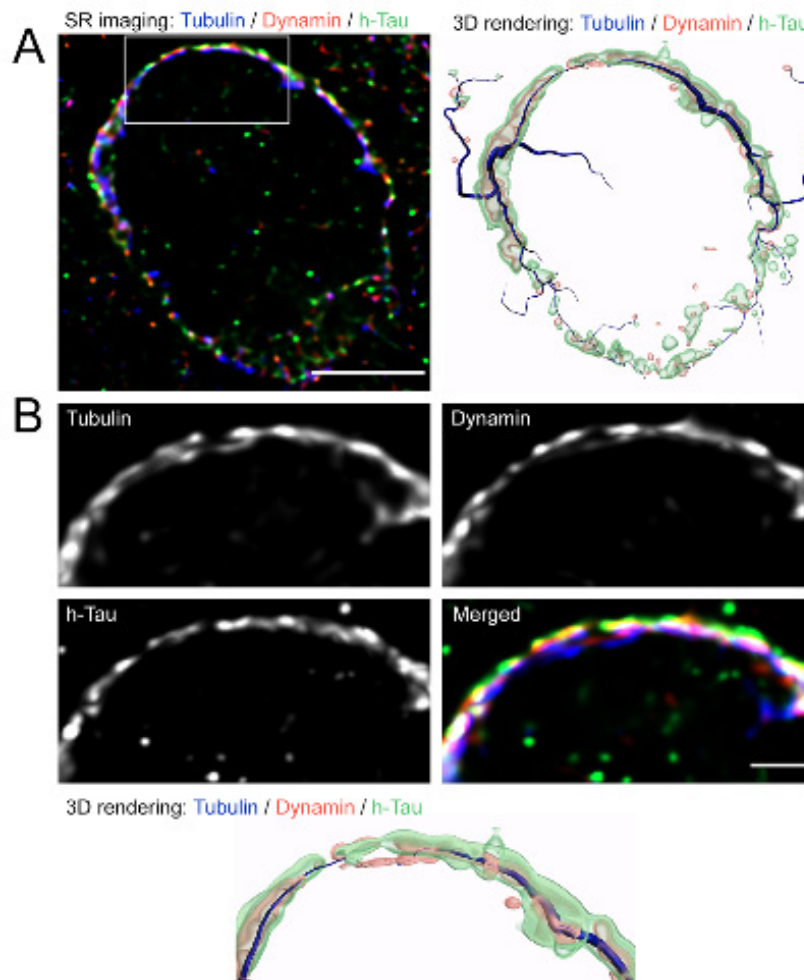 SR imaging: Tubulin / Dynamin / h-Tau
3D rendering: Tubulin / Dynamin / h-Tau
A
B
Tubulin
Dynamin
h-Tau
Merged
3D rendering: Tubulin / Dynamin / h-Tau